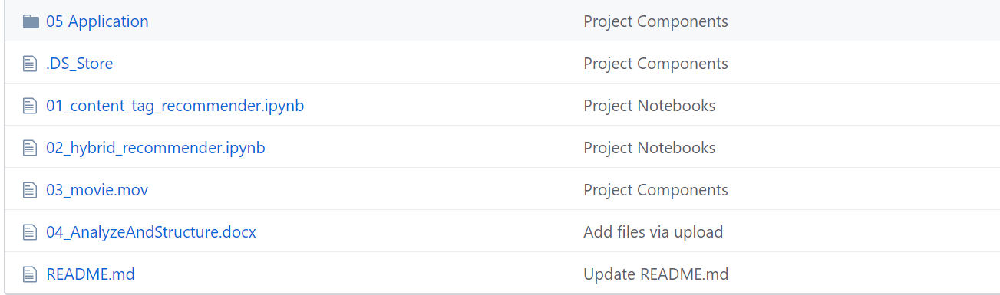 05 Application Project Components
.DS_Store Project Components
01_content_tag_recommender.ipynb Project Notebooks
02_hybrid_recommender.ipynb Project Notebooks
03_movie.mov Project Components
04_AnalyzeAndStructure.docx Add files via upload
README.md Update README.md